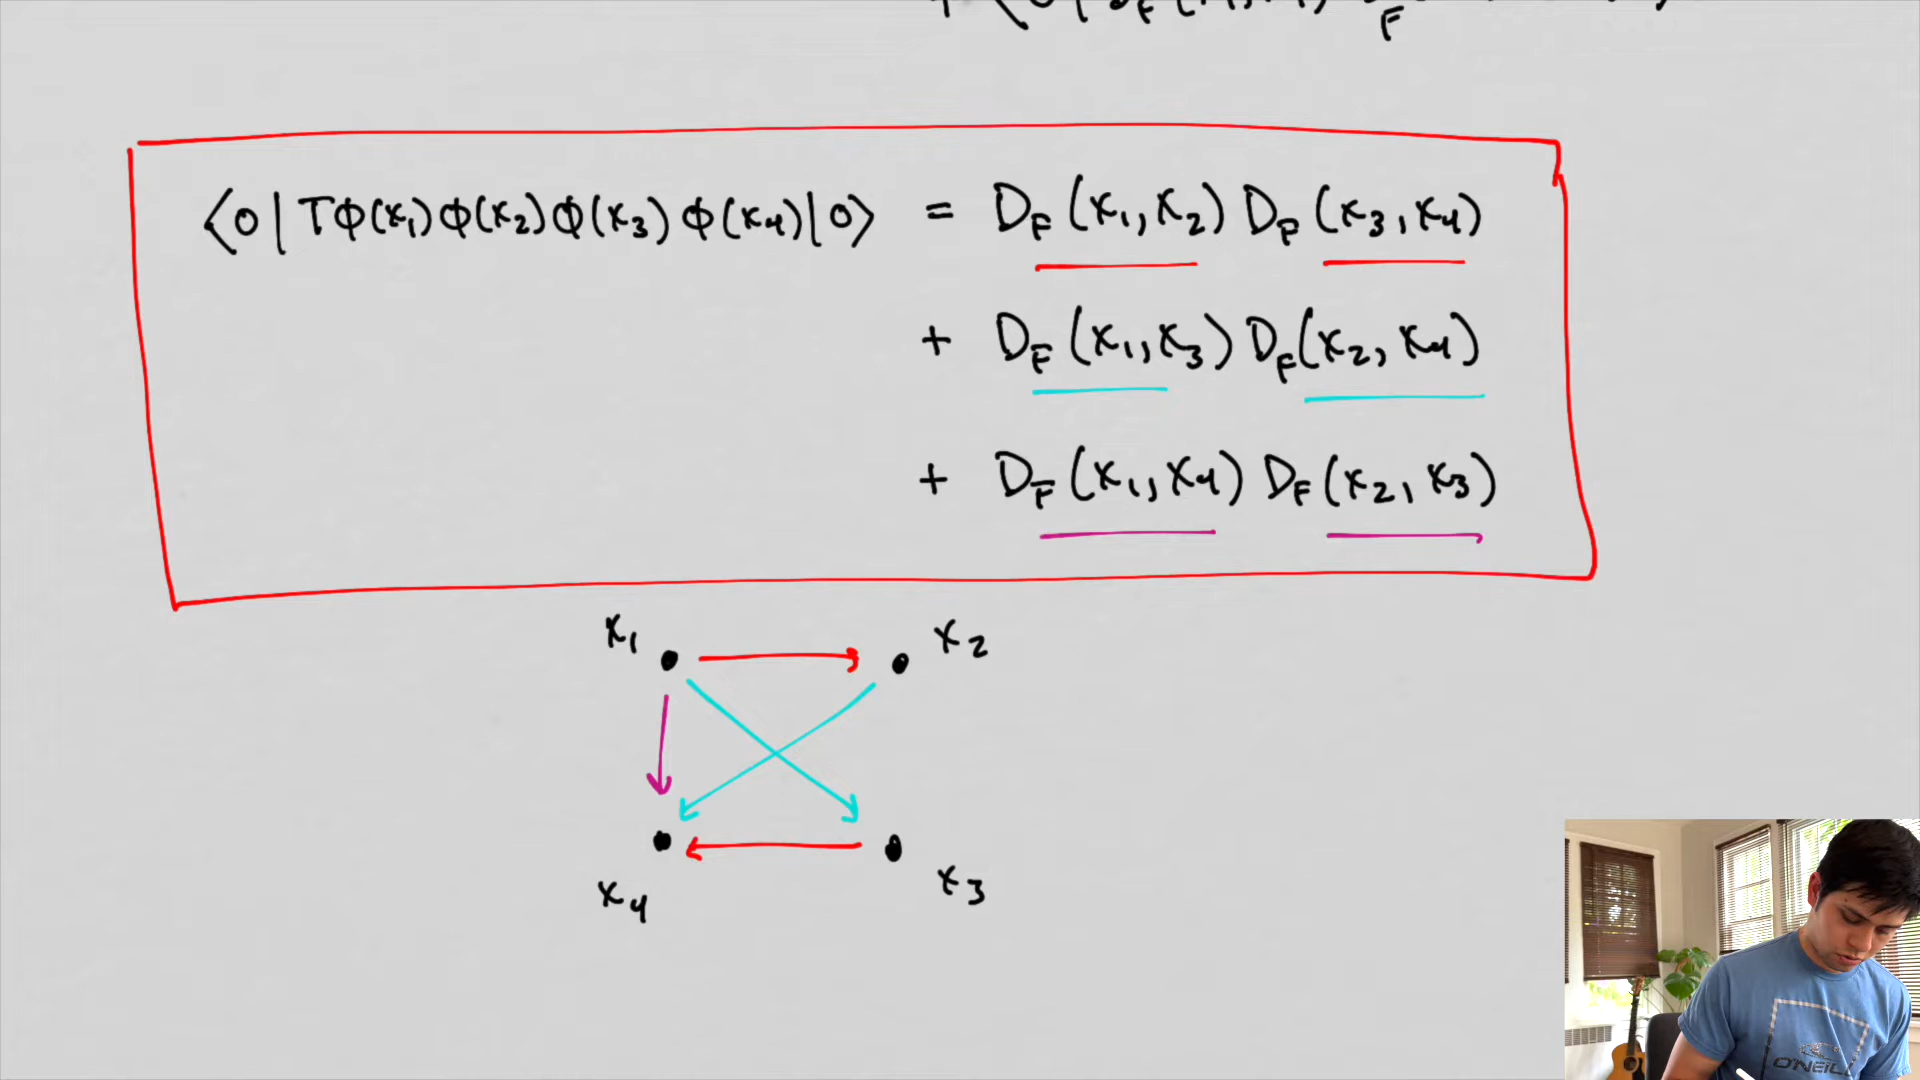 ⟨0| Tφ(x₁)φ(x₂)φ(x₃)φ(x₄)|0⟩ = D_F(x₁,x₂) D_F(x₃,x₄)
+ D_F(x₁,x₃) D_F(x₂,x₄)
+ D_F(x₁,x₄) D_F(x₂,x₃)
x₁ x₂
x₄ x₃
O'NEILL